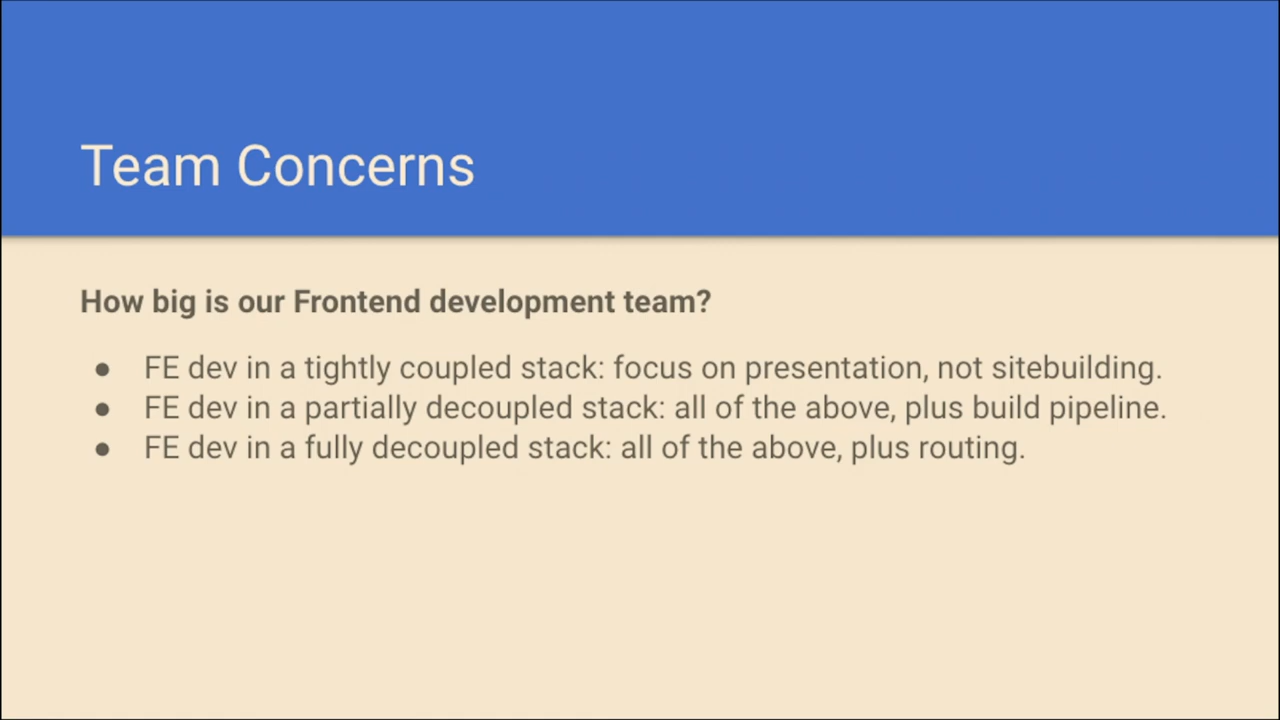 Team Concerns
How big is our Frontend development team?
● FE dev in a tightly coupled stack: focus on presentation, not sitebuilding.
● FE dev in a partially decoupled stack: all of the above, plus build pipeline.
● FE dev in a fully decoupled stack: all of the above, plus routing.